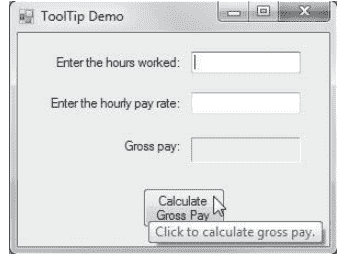 ToolTip Demo
Enter the hours worked:
Enter the hourly pay rate:
Gross pay:
Calculate
Gross Pay
Click to calculate gross pay.